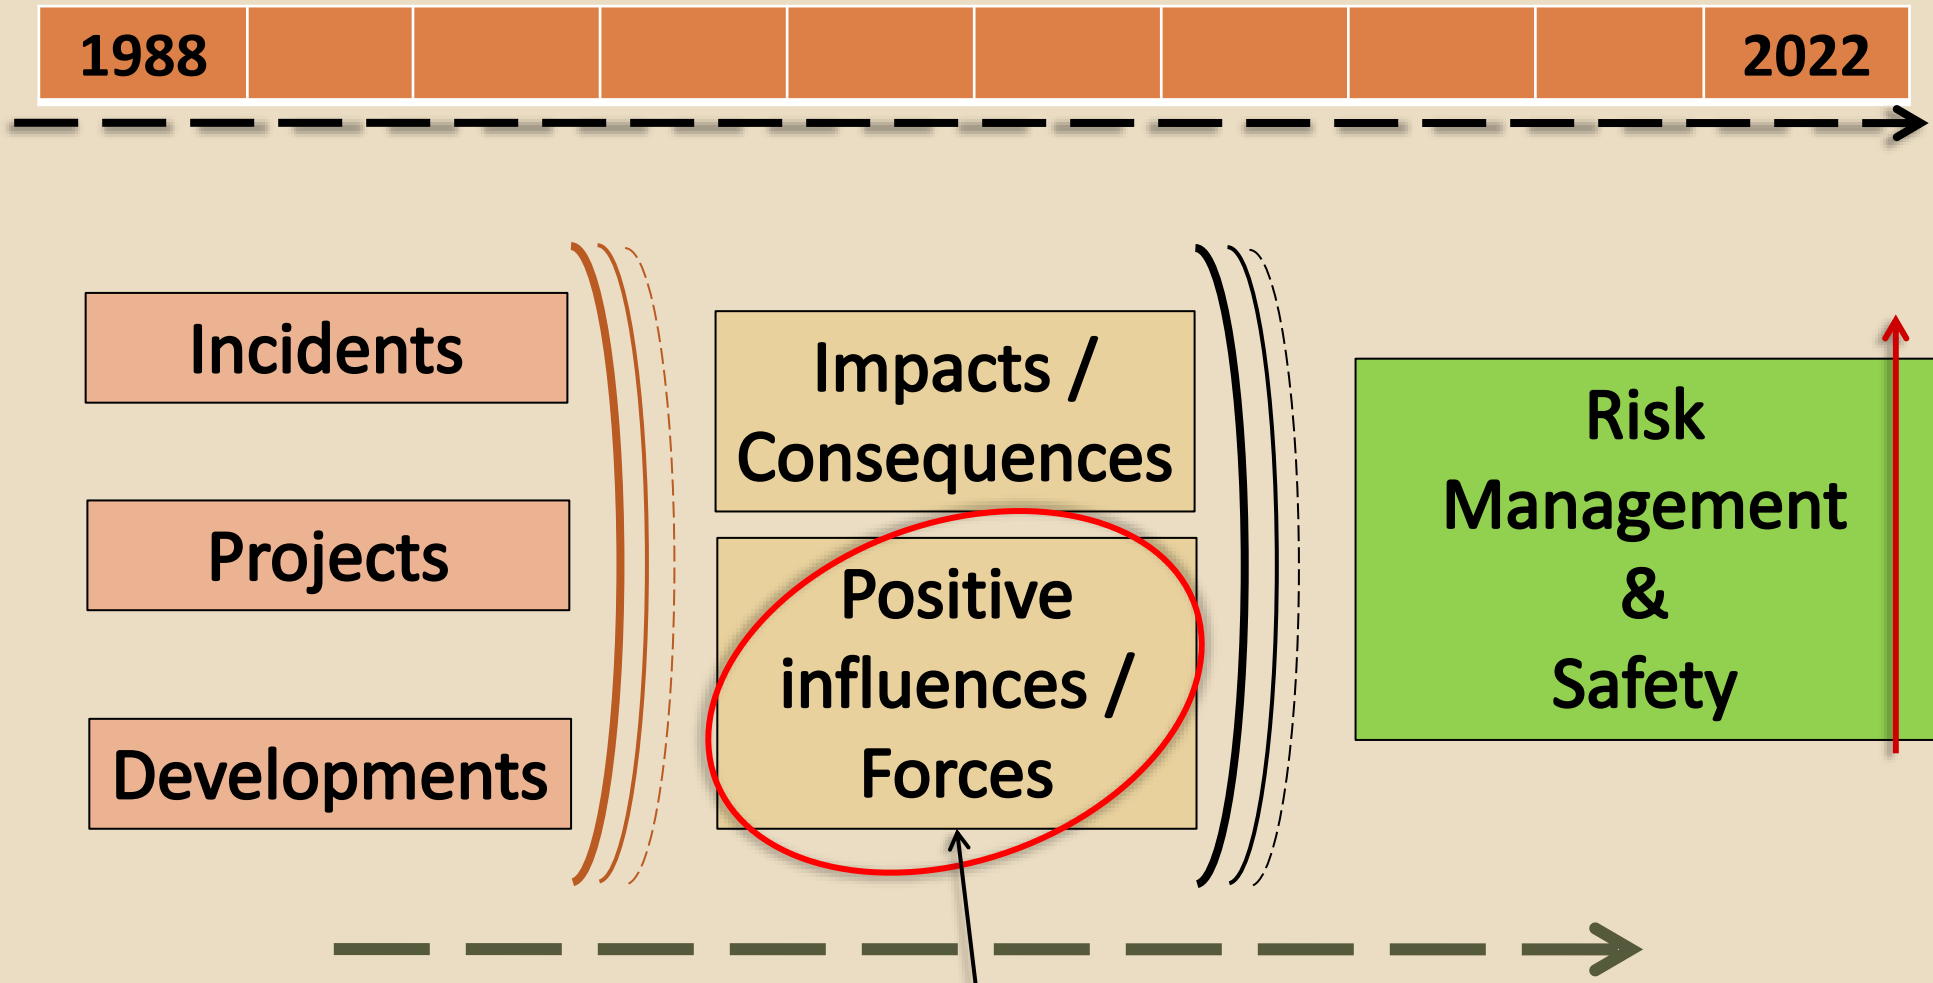 1988
2022
Incidents
Projects
Developments
Impacts /
Consequences
Positive
influences /
Forces
Risk
Management
&
Safety